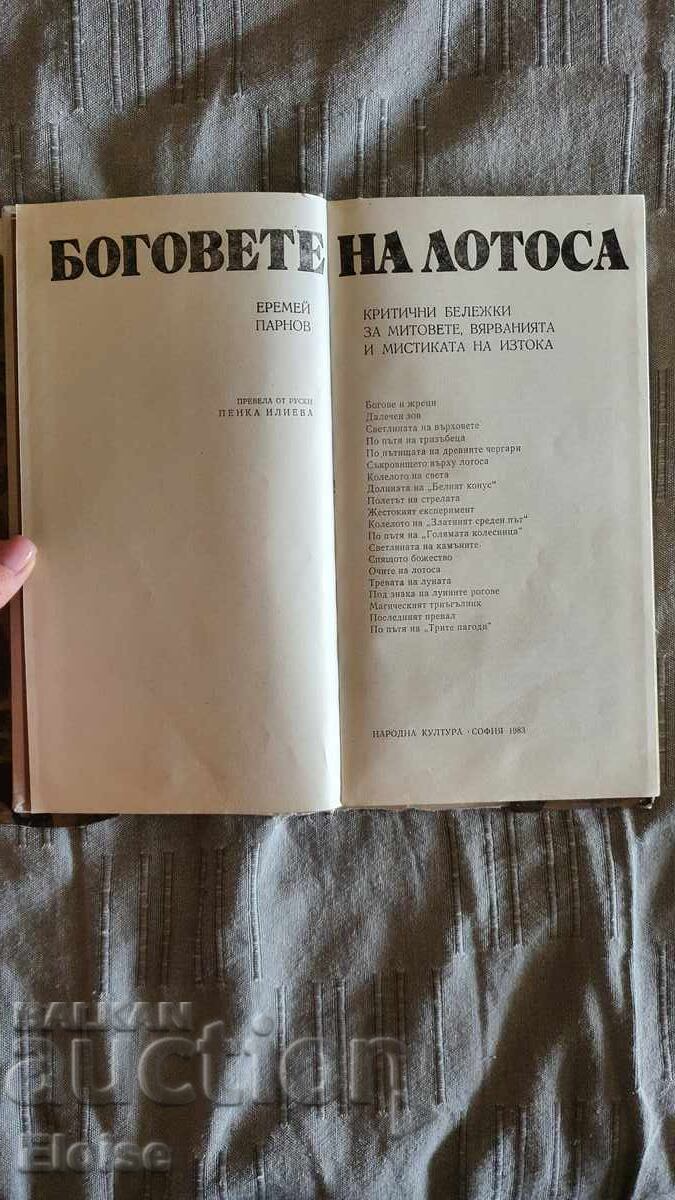 БОГОВЕТЕ НА ЛОТОСА
ЕРЕМЕЙ
ПАРНОВ
ПРЕВЕЛА ОТ РУСКИ
ПЕНКА ИЛИЕВА
КРИТИЧНИ БЕЛЕЖКИ
ЗА МИТОВЕТЕ, ВЯРВАНИЯТА
И МИСТИКАТА НА ИЗТОКА
Богове и жреци
Далечен зов
Светлината на върховете
По пътя на тризъбеца
По пътищата на древните чергари
Съкровището върху лотоса
Колелото на света
Долината на „Белият конус"
Полетът на стрелата
Жестокият експеримент
Колелото на „Златният среден път"
По пътя на „Голямата колесница"
Светлината на камъните
Спящото божество
Очите на лотоса
Тревата на луната
Под знака на лунните рогове
Магическият триъгълник
Последният превал
По пътя на „Трите пагоди"
НАРОДНА КУЛТУРА · СОФИЯ 1983
BALKAN
auction
Eloise